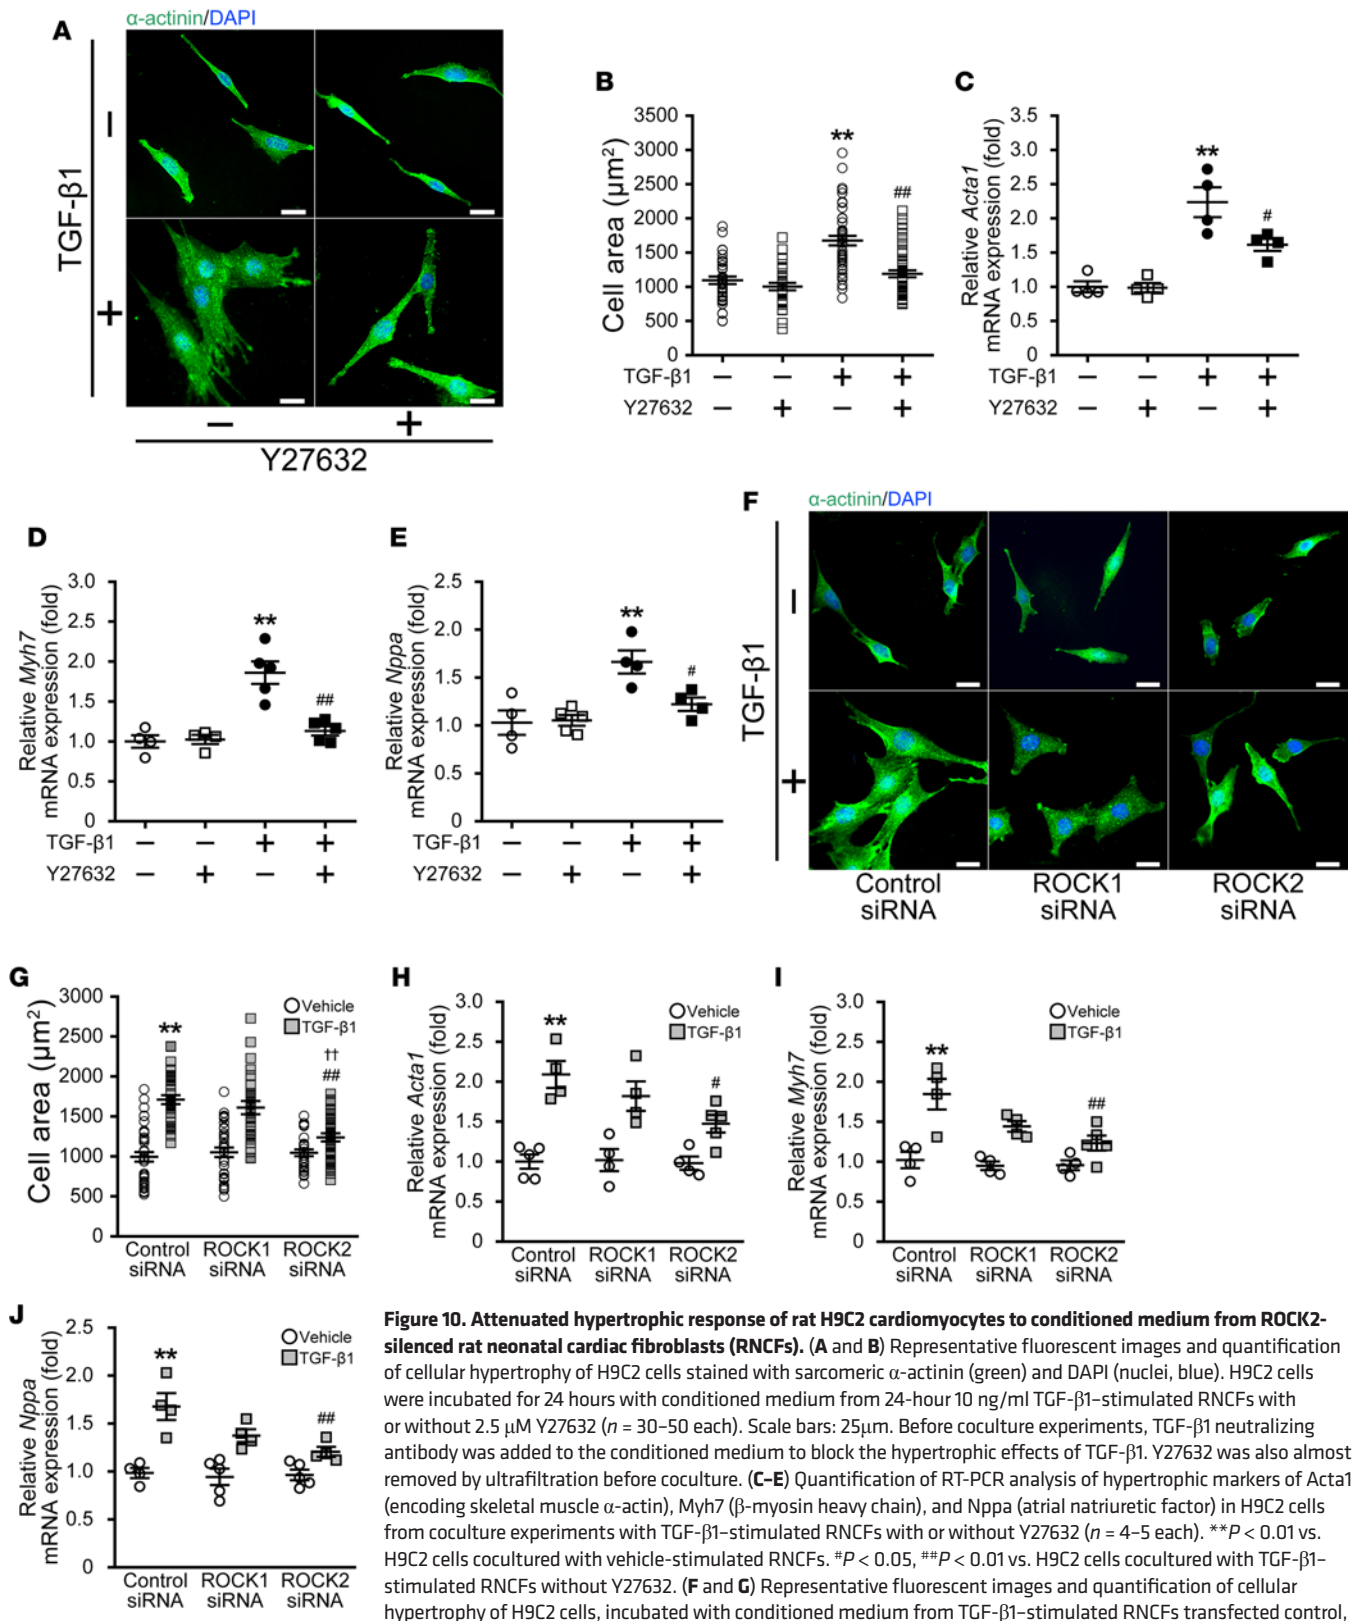 A
α-actinin/DAPI
TGF-β1
−
+
− +
Y27632
B
Cell area (µm²)
3500
3000
2500
2000
1500
1000
500
0
**
##
TGF-β1 − − + +
Y27632 − + − +
C
Relative Acta1
mRNA expression (fold)
3.5
3.0
2.5
2.0
1.5
1.0
0.5
0
**
#
TGF-β1 − − + +
Y27632 − + − +
D
Relative Myh7
mRNA expression (fold)
3.0
2.5
2.0
1.5
1.0
0.5
0
**
##
TGF-β1 − − + +
Y27632 − + − +
E
Relative Nppa
mRNA expression (fold)
2.5
2.0
1.5
1.0
0.5
0
**
#
TGF-β1 − − + +
Y27632 − + − +
F
α-actinin/DAPI
TGF-β1
−
+
Control ROCK1 ROCK2
siRNA siRNA siRNA
G
Cell area (µm²)
3000
2500
2000
1500
1000
500
0
Vehicle
TGF-β1
**
††
##
Control ROCK1 ROCK2
siRNA siRNA siRNA
H
Relative Acta1
mRNA expression (fold)
3.0
2.5
2.0
1.5
1.0
0.5
0
Vehicle
TGF-β1
**
#
Control ROCK1 ROCK2
siRNA siRNA siRNA
I
Relative Myh7
mRNA expression (fold)
3.0
2.5
2.0
1.5
1.0
0.5
0
Vehicle
TGF-β1
**
##
Control ROCK1 ROCK2
siRNA siRNA siRNA
J
Relative Nppa
mRNA expression (fold)
2.5
2.0
1.5
1.0
0.5
0
Vehicle
TGF-β1
**
##
Control ROCK1 ROCK2
siRNA siRNA siRNA
Figure 10. Attenuated hypertrophic response of rat H9C2 cardiomyocytes to conditioned medium from ROCK2-
silenced rat neonatal cardiac fibroblasts (RNCFs). (A and B) Representative fluorescent images and quantification
of cellular hypertrophy of H9C2 cells stained with sarcomeric α-actinin (green) and DAPI (nuclei, blue). H9C2 cells
were incubated for 24 hours with conditioned medium from 24-hour 10 ng/ml TGF-β1–stimulated RNCFs with
or without 2.5 μM Y27632 (n = 30–50 each). Scale bars: 25μm. Before coculture experiments, TGF-β1 neutralizing
antibody was added to the conditioned medium to block the hypertrophic effects of TGF-β1. Y27632 was also almost
removed by ultrafiltration before coculture. (C–E) Quantification of RT-PCR analysis of hypertrophic markers of Acta1
(encoding skeletal muscle α-actin), Myh7 (β-myosin heavy chain), and Nppa (atrial natriuretic factor) in H9C2 cells
from coculture experiments with TGF-β1–stimulated RNCFs with or without Y27632 (n = 4–5 each). **P < 0.01 vs.
H9C2 cells cocultured with vehicle-stimulated RNCFs. #P < 0.05, ##P < 0.01 vs. H9C2 cells cocultured with TGF-β1–
stimulated RNCFs without Y27632. (F and G) Representative fluorescent images and quantification of cellular
hypertrophy of H9C2 cells, incubated with conditioned medium from TGF-β1–stimulated RNCFs transfected control,